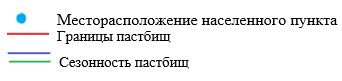 Месторасположение населенного пункта
Границы пастбищ
Сезонность пастбищ